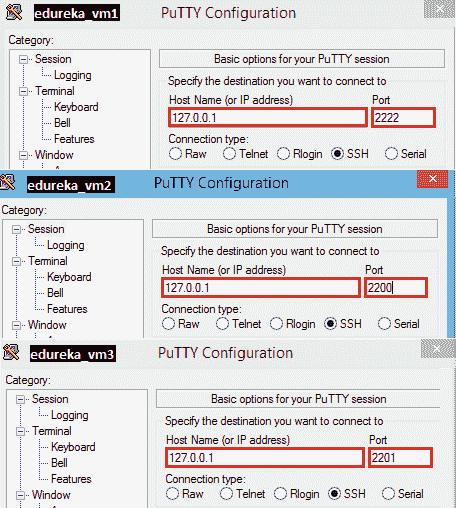 edureka_vm1 PuTTY Configuration
Category:
Session
Logging
Terminal
Keyboard
Bell
Features
Window
Basic options for your PuTTY session
Specify the destination you want to connect to
Host Name (or IP address) Port
127.0.0.1 2222
Connection type:
Raw Telnet Rlogin SSH Serial
edureka_vm2 PuTTY Configuration
Category:
Session
Logging
Terminal
Keyboard
Bell
Features
Window
Basic options for your PuTTY session
Specify the destination you want to connect to
Host Name (or IP address) Port
127.0.0.1 2200
Connection type:
Raw Telnet Rlogin SSH Serial
edureka_vm3 PuTTY Configuration
Category:
Session
Logging
Terminal
Keyboard
Bell
Features
Window
Basic options for your PuTTY session
Specify the destination you want to connect to
Host Name (or IP address) Port
127.0.0.1 2201
Connection type:
Raw Telnet Rlogin SSH Serial